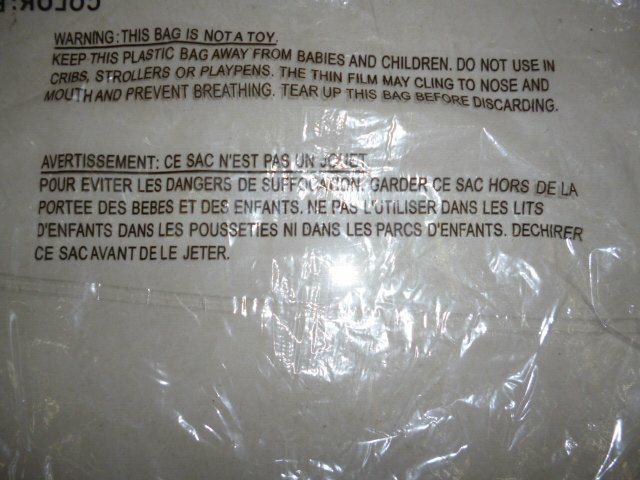 COLOR:
WARNING: THIS BAG IS NOT A TOY.
KEEP THIS PLASTIC BAG AWAY FROM BABIES AND CHILDREN. DO NOT USE IN
CRIBS, STROLLERS OR PLAYPENS. THE THIN FILM MAY CLING TO NOSE AND
MOUTH AND PREVENT BREATHING. TEAR UP THIS BAG BEFORE DISCARDING.
AVERTISSEMENT: CE SAC N'EST PAS UN JOUET
POUR EVITER LES DANGERS DE SUFFOCATION. GARDER CE SAC HORS DE LA
PORTEE DES BEBES ET DES ENFANTS. NE PAS L'UTILISER DANS LES LITS
D'ENFANTS DANS LES POUSSETIES NI DANS LES PARCS D'ENFANTS. DECHIRER
CE SAC AVANT DE LE JETER.